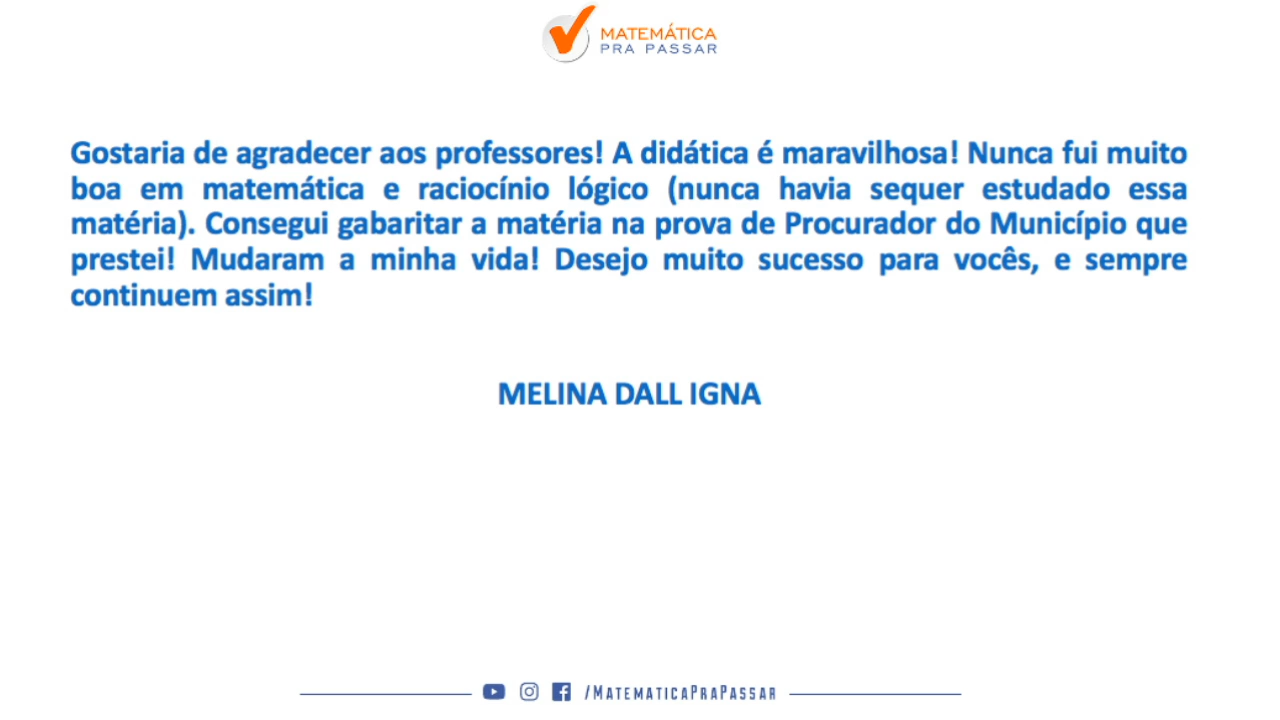 MATEMÁTICA
PRA PASSAR
Gostaria de agradecer aos professores! A didática é maravilhosa! Nunca fui muito
boa em matemática e raciocínio lógico (nunca havia sequer estudado essa
matéria). Consegui gabaritar a matéria na prova de Procurador do Município que
prestei! Mudaram a minha vida! Desejo muito sucesso para vocês, e sempre
continuem assim!
MELINA DALL IGNA
/MATEMATICAPRAPASSAR